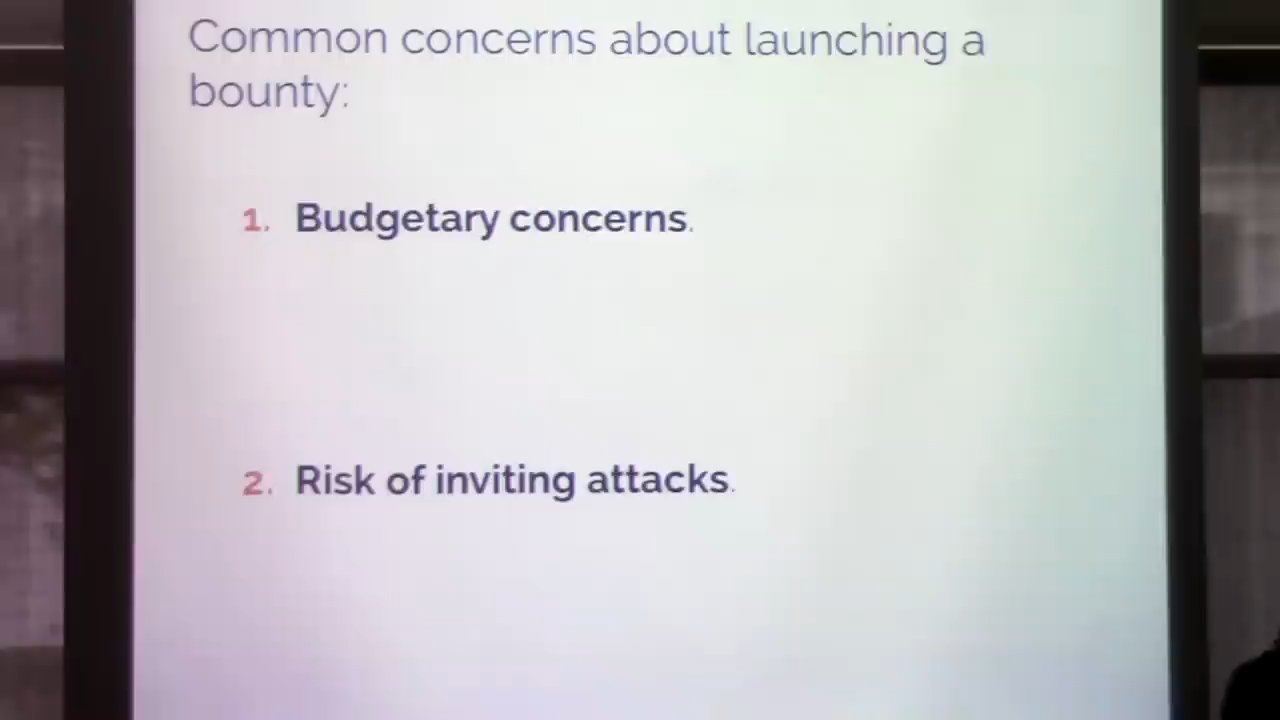 Common concerns about launching a
bounty:
1. Budgetary concerns.
2. Risk of inviting attacks.